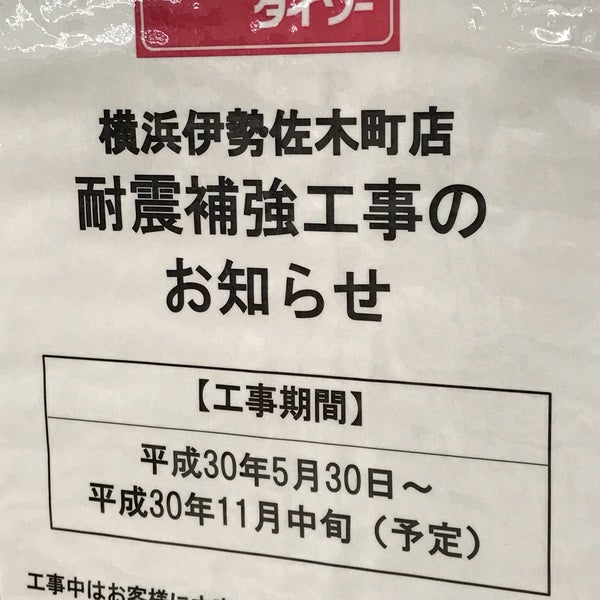 ダイソー
横浜伊勢佐木町店
耐震補強工事の
お知らせ
【工事期間】
平成30年5月30日～
平成30年11月中旬（予定）
工事中はお客様に